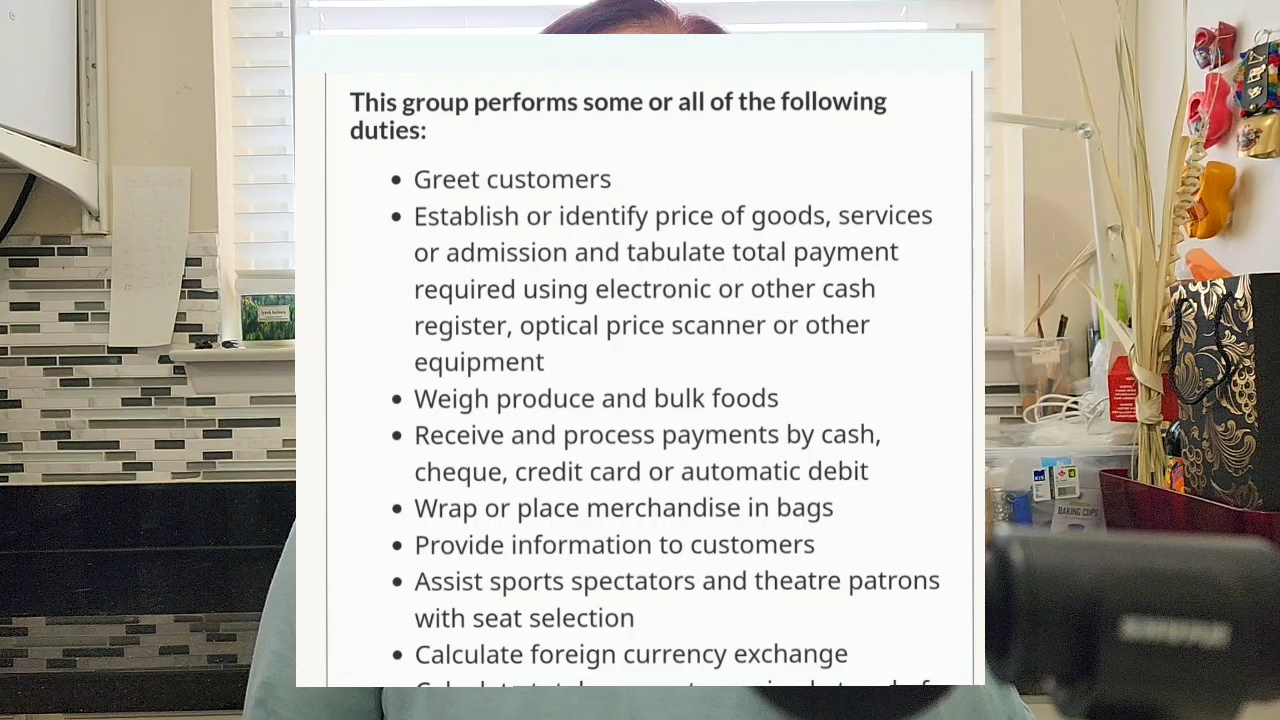 This group performs some or all of the following
duties:
Greet customers
Establish or identify price of goods, services
or admission and tabulate total payment
required using electronic or other cash
register, optical price scanner or other
equipment
Weigh produce and bulk foods
Receive and process payments by cash,
cheque, credit card or automatic debit
Wrap or place merchandise in bags
Provide information to customers
Assist sports spectators and theatre patrons
with seat selection
Calculate foreign currency exchange
BAKING CUPS
SHURE